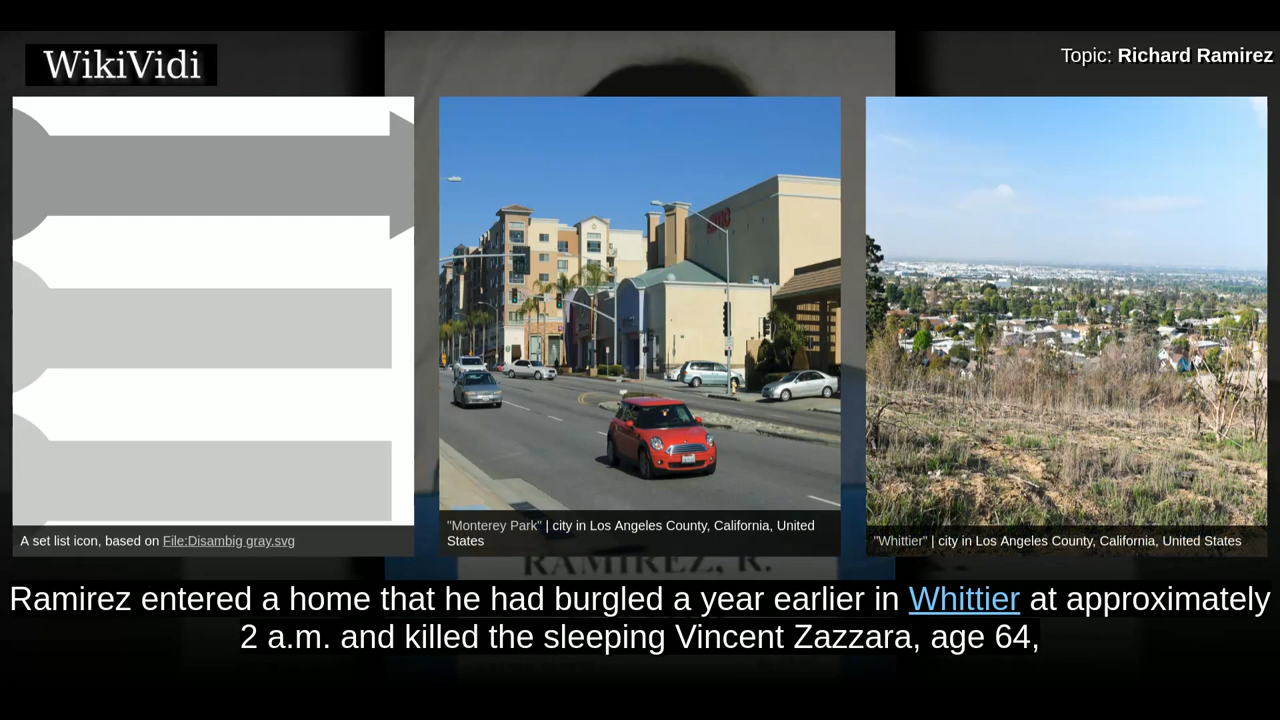 WikiVidi
Topic: Richard Ramirez
A set list icon, based on File:Disambig gray.svg
"Monterey Park" | city in Los Angeles County, California, United
States
"Whittier" | city in Los Angeles County, California, United States
RAMIREZ, R.
Ramirez entered a home that he had burgled a year earlier in Whittier at approximately
2 a.m. and killed the sleeping Vincent Zazzara, age 64,